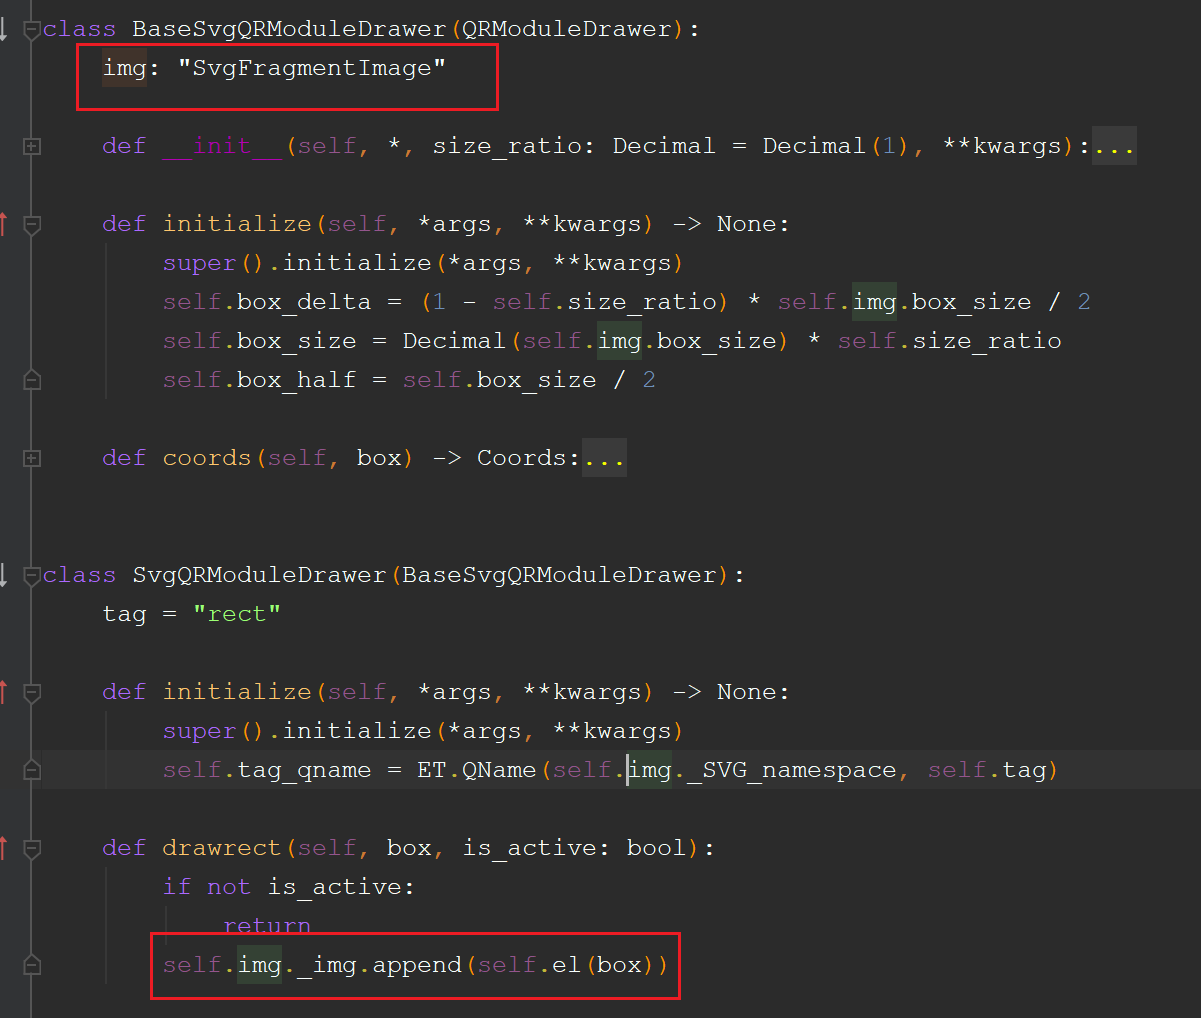 class BaseSvgQRModuleDrawer(QRModuleDrawer):
    img: "SvgFragmentImage"
    def __init__(self, *, size_ratio: Decimal = Decimal(1), **kwargs):...
    def initialize(self, *args, **kwargs) -> None:
        super().initialize(*args, **kwargs)
        self.box_delta = (1 - self.size_ratio) * self.img.box_size / 2
        self.box_size = Decimal(self.img.box_size) * self.size_ratio
        self.box_half = self.box_size / 2
    def coords(self, box) -> Coords:...
class SvgQRModuleDrawer(BaseSvgQRModuleDrawer):
    tag = "rect"
    def initialize(self, *args, **kwargs) -> None:
        super().initialize(*args, **kwargs)
        self.tag_qname = ET.QName(self.img._SVG_namespace, self.tag)
    def drawrect(self, box, is_active: bool):
        if not is_active:
            return
        self.img._img.append(self.el(box))